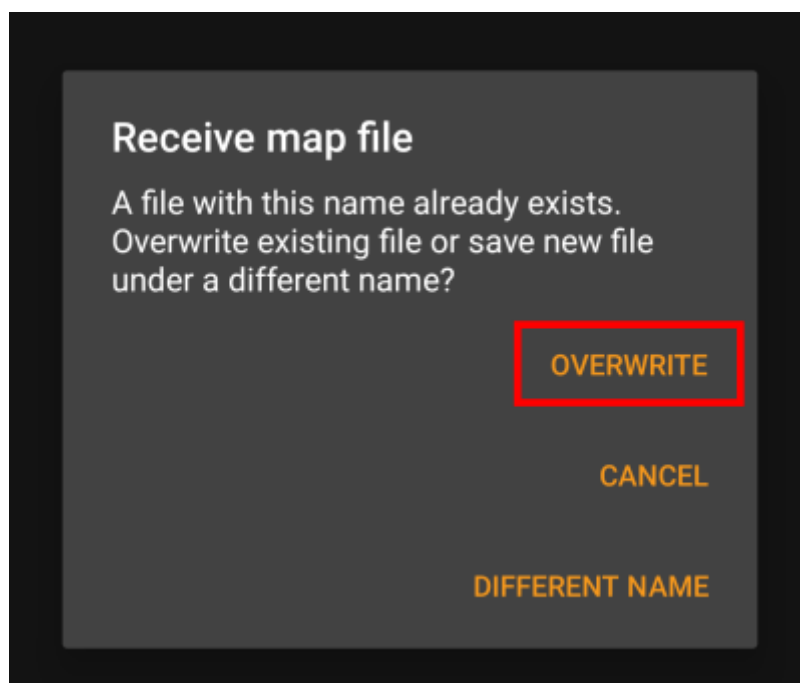 Receive map file
A file with this name already exists.
Overwrite existing file or save new file
under a different name?
OVERWRITE
CANCEL
DIFFERENT NAME